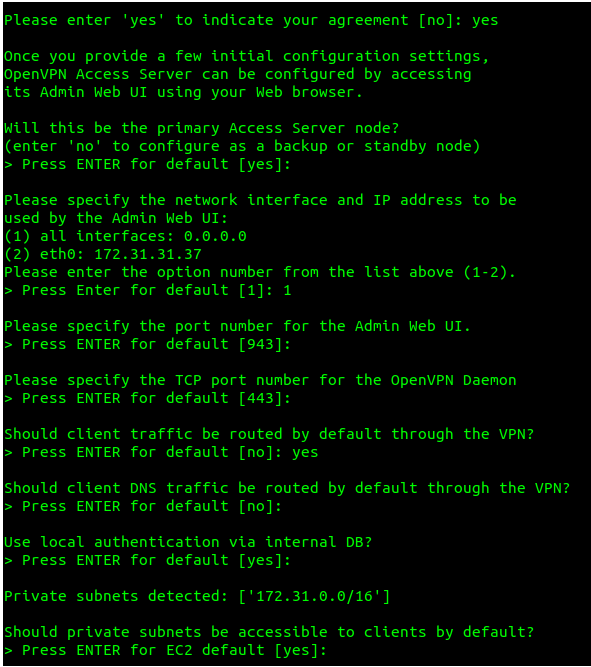 Please enter 'yes' to indicate your agreement [no]: yes
Once you provide a few initial configuration settings,
OpenVPN Access Server can be configured by accessing
its Admin Web UI using your Web browser.
Will this be the primary Access Server node?
(enter 'no' to configure as a backup or standby node)
> Press ENTER for default [yes]:
Please specify the network interface and IP address to be
used by the Admin Web UI:
(1) all interfaces: 0.0.0.0
(2) eth0: 172.31.31.37
Please enter the option number from the list above (1-2).
> Press Enter for default [1]: 1
Please specify the port number for the Admin Web UI.
> Press ENTER for default [943]:
Please specify the TCP port number for the OpenVPN Daemon
> Press ENTER for default [443]:
Should client traffic be routed by default through the VPN?
> Press ENTER for default [no]: yes
Should client DNS traffic be routed by default through the VPN?
> Press ENTER for default [no]:
Use local authentication via internal DB?
> Press ENTER for default [yes]:
Private subnets detected: ['172.31.0.0/16']
Should private subnets be accessible to clients by default?
> Press ENTER for EC2 default [yes]: